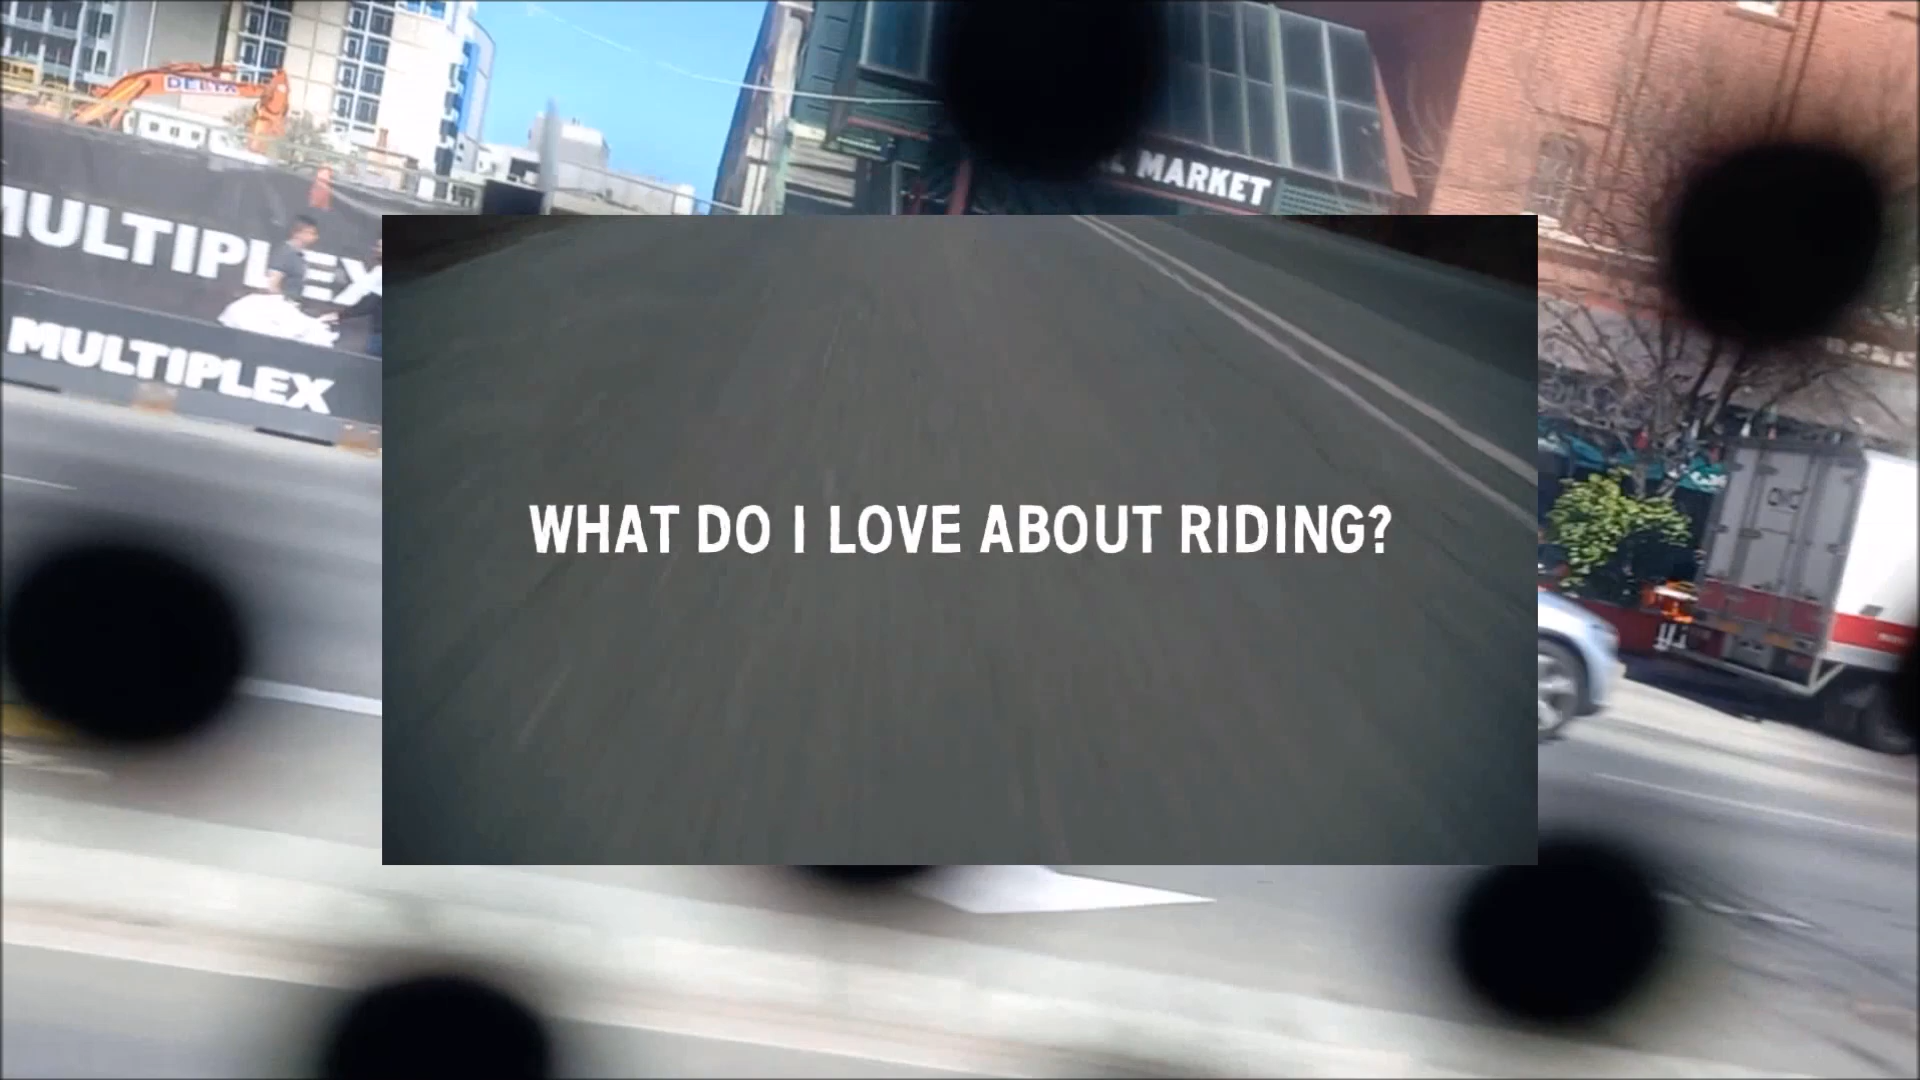 MULTIPLEX
MULTIPLEX
MARKET
WHAT DO I LOVE ABOUT RIDING?